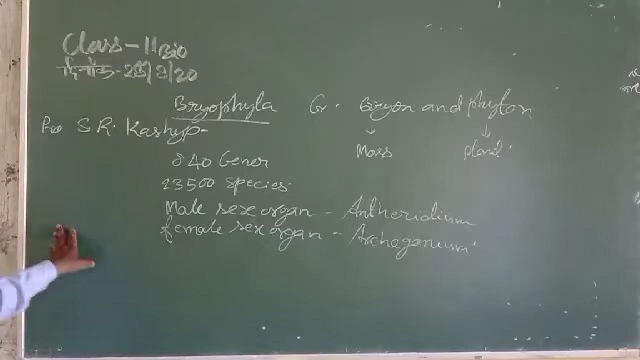 Class-11 Bio
दिनांक-28/8/20
Bryophyta Gr. Bryon and phyton
Pro S.R. Kashyp-
Moss plant
840 Gener
23500 Species.
Male sex organ - Antheridium
female sex organ - Archegonium